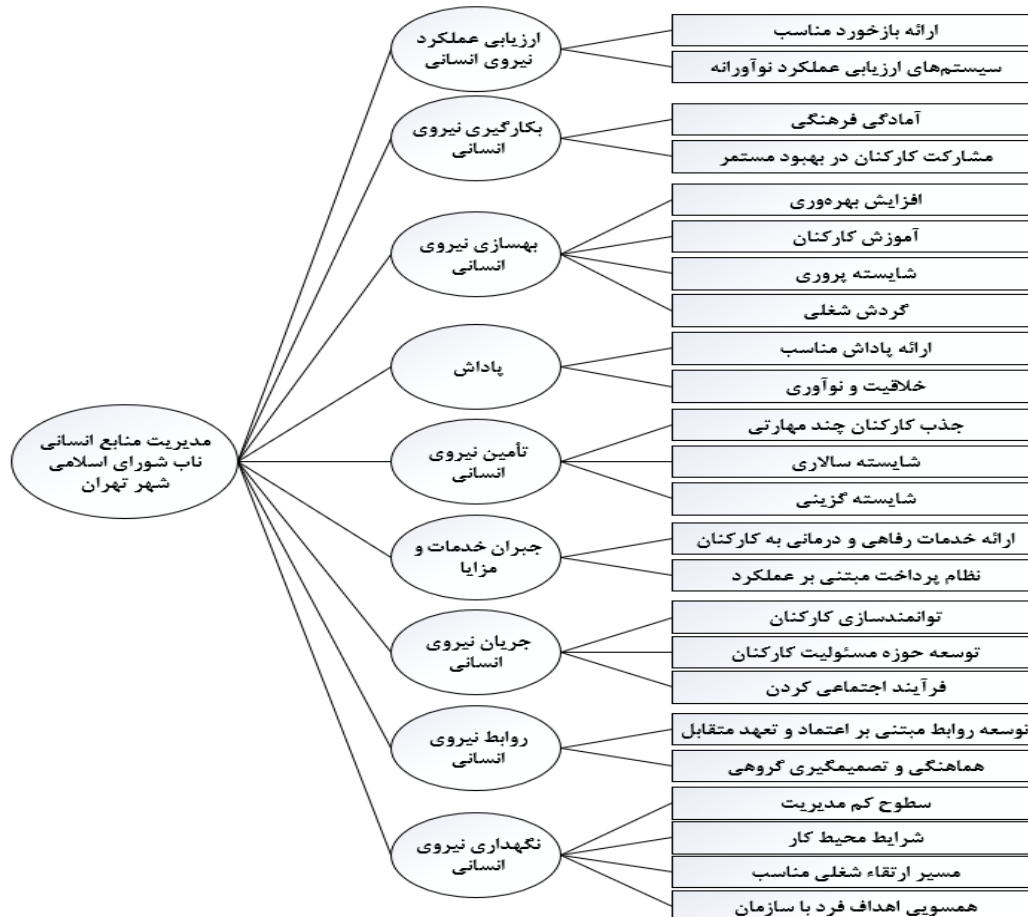 ارزیابی عملکرد
نیروی انسانی
ارائه بازخورد مناسب
سیستم‌های ارزیابی عملکرد نوآورانه
بکارگیری نیروی
انسانی
آمادگی فرهنگی
مشارکت کارکنان در بهبود مستمر
بهسازی نیروی
انسانی
افزایش بهره‌وری
آموزش کارکنان
شایسته پروری
گردش شغلی
پاداش
ارائه پاداش مناسب
خلاقیت و نوآوری
مدیریت منابع انسانی
ناب شورای اسلامی
شهر تهران
تأمین نیروی
انسانی
جذب کارکنان چند مهارتی
شایسته سالاری
شایسته گزینی
جبران خدمات و
مزایا
ارائه خدمات رفاهی و درمانی به کارکنان
نظام پرداخت مبتنی بر عملکرد
جریان نیروی
انسانی
توانمندسازی کارکنان
توسعه حوزه مسئولیت کارکنان
فرآیند اجتماعی کردن
روابط نیروی
انسانی
توسعه روابط مبتنی بر اعتماد و تعهد متقابل
هماهنگی و تصمیمگیری گروهی
نگهداری نیروی
انسانی
سطوح کم مدیریت
شرایط محیط کار
مسیر ارتقاء شغلی مناسب
همسویی اهداف فرد با سازمان